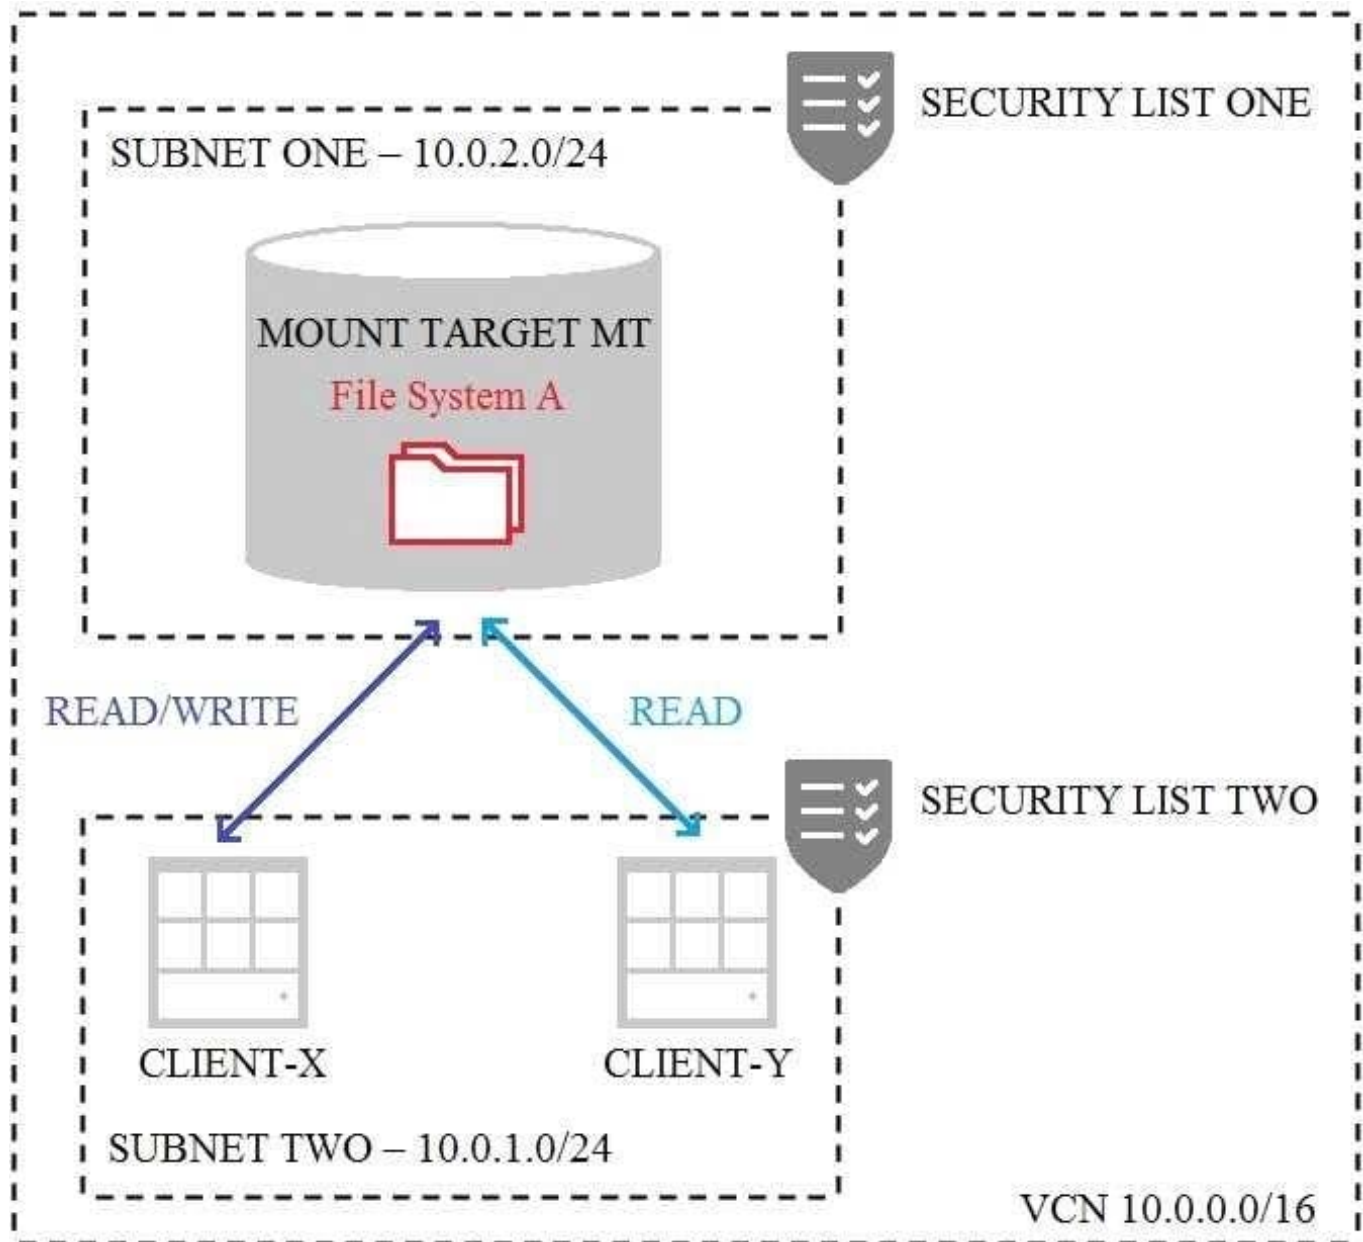 SECURITY LIST ONE
SUBNET ONE – 10.0.2.0/24
MOUNT TARGET MT
File System A
READ/WRITE
READ
SECURITY LIST TWO
CLIENT-X
CLIENT-Y
SUBNET TWO – 10.0.1.0/24
VCN 10.0.0.0/16